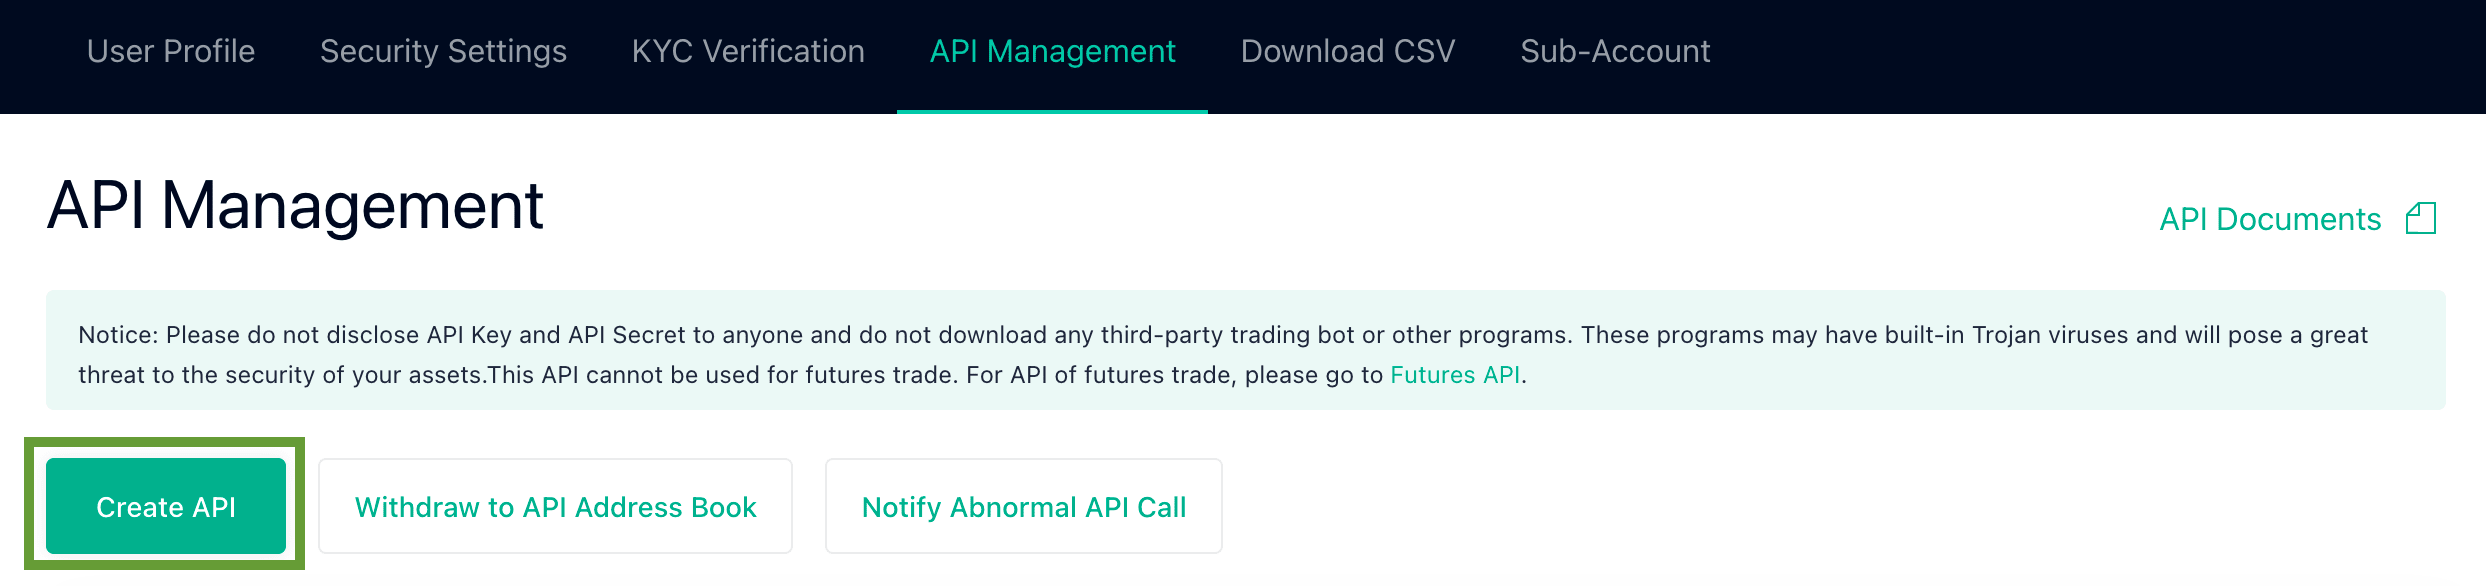 User Profile Security Settings KYC Verification API Management Download CSV Sub-Account
API Management
API Documents
Notice: Please do not disclose API Key and API Secret to anyone and do not download any third-party trading bot or other programs. These programs may have built-in Trojan viruses and will pose a great
threat to the security of your assets.This API cannot be used for futures trade. For API of futures trade, please go to Futures API.
Create API Withdraw to API Address Book Notify Abnormal API Call